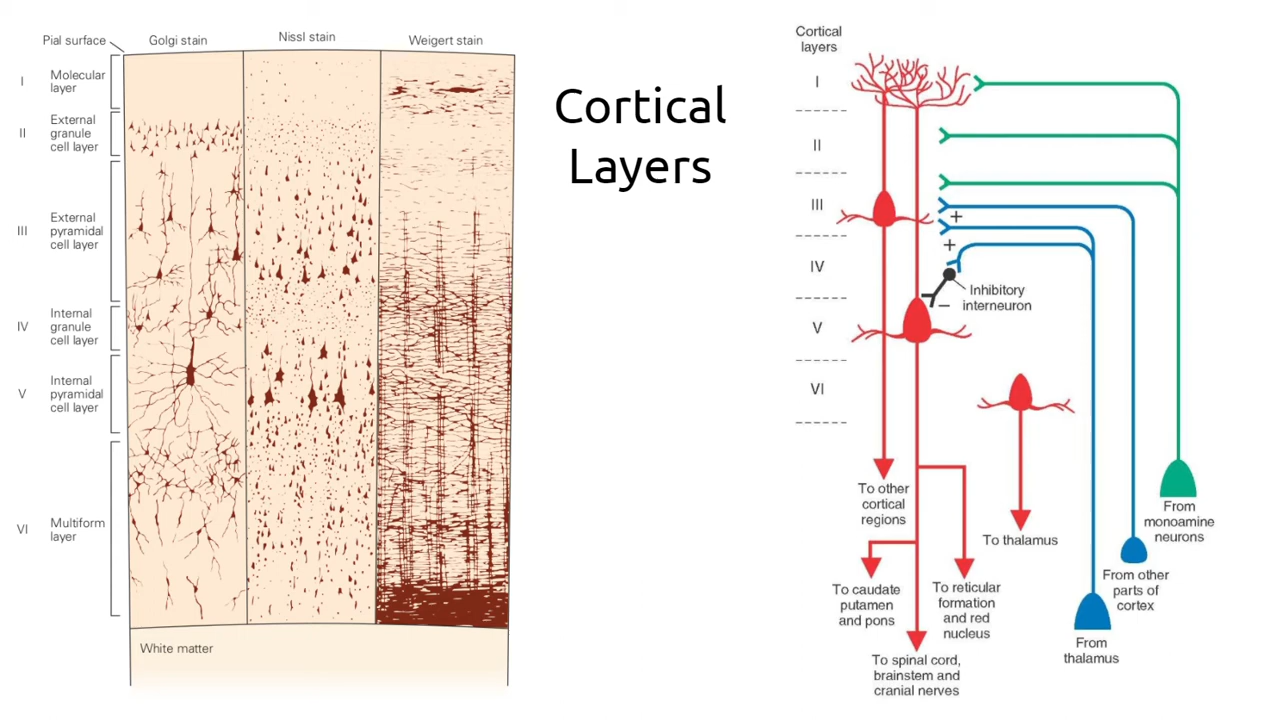 Pial surface
Golgi stain
Nissl stain
Weigert stain
I
Molecular
layer
II
External
granule
cell layer
III
External
pyramidal
cell layer
IV
Internal
granule
cell layer
V
Internal
pyramidal
cell layer
VI
Multiform
layer
White matter
Cortical
Layers
Cortical
layers
I
II
III
+
+
IV
Inhibitory
interneuron
−
V
VI
To other
cortical
regions
To thalamus
From
monoamine
neurons
To caudate
putamen
and pons
To reticular
formation
and red
nucleus
From other
parts of
cortex
From
thalamus
To spinal cord,
brainstem and
cranial nerves